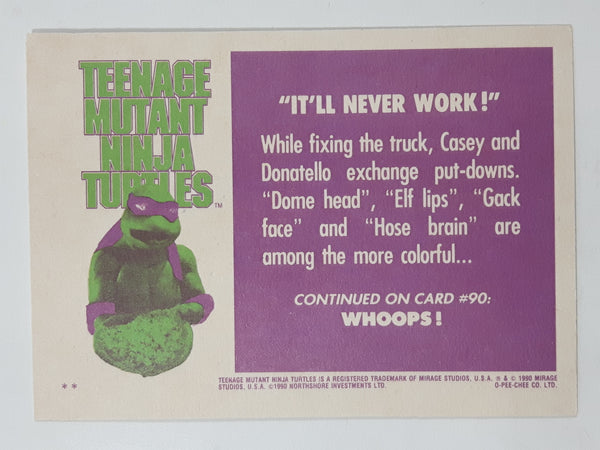 TEENAGE
MUTANT
NINJA
TURTLES™
"IT'LL NEVER WORK!"
While fixing the truck, Casey and
Donatello exchange put-downs.
"Dome head", "Elf lips", "Gack
face" and "Hose brain" are
among the more colorful...
CONTINUED ON CARD #90:
WHOOPS!
* *
TEENAGE MUTANT NINJA TURTLES IS A REGISTERED TRADEMARK OF MIRAGE STUDIOS, U.S.A. ® & © 1990 MIRAGE
STUDIOS, U.S.A. ©1990 NORTHSHORE INVESTMENTS LTD. O-PEE-CHEE CO. LTD.